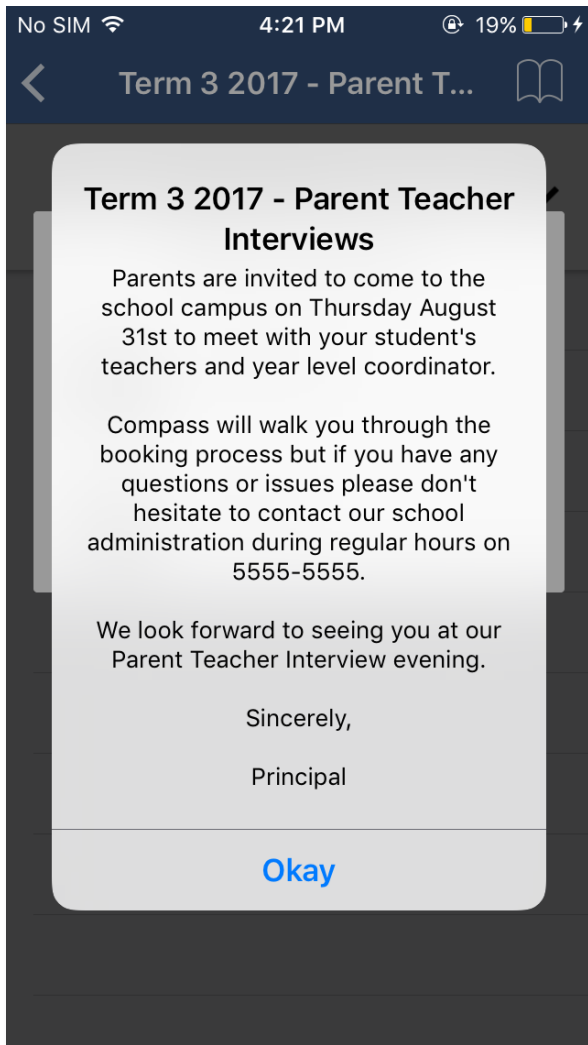 No SIM 4:21 PM 19%
Term 3 2017 - Parent T...
Term 3 2017 - Parent Teacher
Interviews
Parents are invited to come to the
school campus on Thursday August
31st to meet with your student's
teachers and year level coordinator.
Compass will walk you through the
booking process but if you have any
questions or issues please don't
hesitate to contact our school
administration during regular hours on
5555-5555.
We look forward to seeing you at our
Parent Teacher Interview evening.
Sincerely,
Principal
Okay